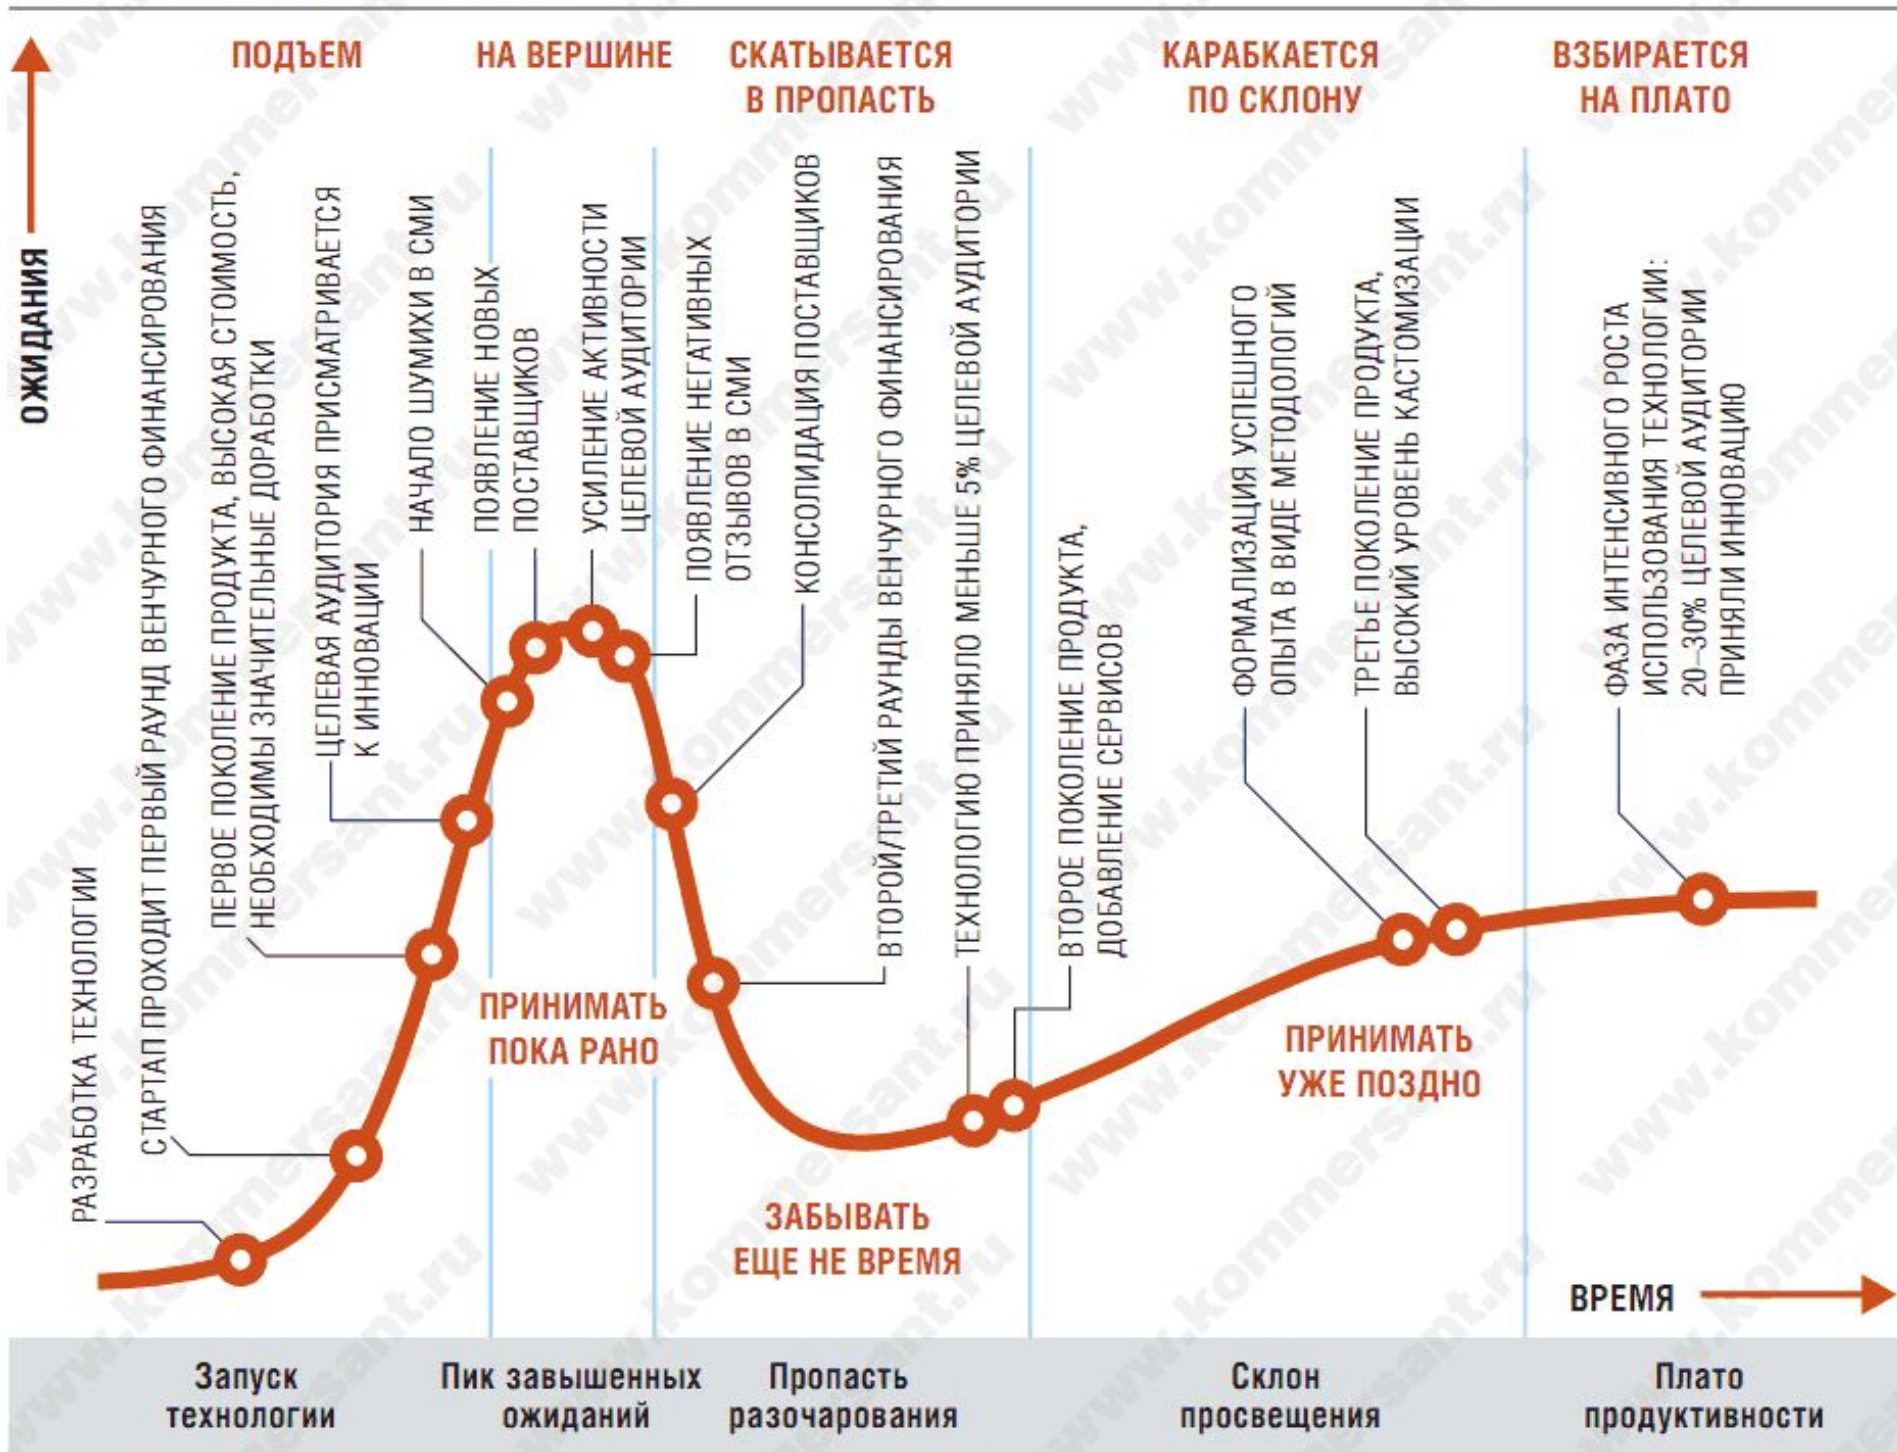 ПОДЪЕМ
НА ВЕРШИНЕ
СКАТЫВАЕТСЯ
В ПРОПАСТЬ
КАРАБКАЕТСЯ
ПО СКЛОНУ
ВЗБИРАЕТСЯ
НА ПЛАТО
ОЖИДАНИЯ
РАЗРАБОТКА ТЕХНОЛОГИИ
СТАРТАП ПРОХОДИТ ПЕРВЫЙ РАУНД ВЕНЧУРНОГО ФИНАНСИРОВАНИЯ
ПЕРВОЕ ПОКОЛЕНИЕ ПРОДУКТА, ВЫСОКАЯ СТОИМОСТЬ,
НЕОБХОДИМЫ ЗНАЧИТЕЛЬНЫЕ ДОРАБОТКИ
ЦЕЛЕВАЯ АУДИТОРИЯ ПРИСМАТРИВАЕТСЯ
К ИННОВАЦИИ
НАЧАЛО ШУМИХИ В СМИ
ПОЯВЛЕНИЕ НОВЫХ
ПОСТАВЩИКОВ
УСИЛЕНИЕ АКТИВНОСТИ
ЦЕЛЕВОЙ АУДИТОРИИ
ПОЯВЛЕНИЕ НЕГАТИВНЫХ
ОТЗЫВОВ В СМИ
КОНСОЛИДАЦИЯ ПОСТАВЩИКОВ
ВТОРОЙ/ТРЕТИЙ РАУНДЫ ВЕНЧУРНОГО ФИНАНСИРОВАНИЯ
ТЕХНОЛОГИЮ ПРИНЯЛО МЕНЬШЕ 5% ЦЕЛЕВОЙ АУДИТОРИИ
ВТОРОЕ ПОКОЛЕНИЕ ПРОДУКТА,
ДОБАВЛЕНИЕ СЕРВИСОВ
ФОРМАЛИЗАЦИЯ УСПЕШНОГО
ОПЫТА В ВИДЕ МЕТОДОЛОГИЙ
ТРЕТЬЕ ПОКОЛЕНИЕ ПРОДУКТА,
ВЫСОКИЙ УРОВЕНЬ КАСТОМИЗАЦИИ
ФАЗА ИНТЕНСИВНОГО РОСТА
ИСПОЛЬЗОВАНИЯ ТЕХНОЛОГИИ:
20–30% ЦЕЛЕВОЙ АУДИТОРИИ
ПРИНЯЛИ ИННОВАЦИЮ
ПРИНИМАТЬ
ПОКА РАНО
ЗАБЫВАТЬ
ЕЩЕ НЕ ВРЕМЯ
ПРИНИМАТЬ
УЖЕ ПОЗДНО
ВРЕМЯ
Запуск
технологии
Пик завышенных
ожиданий
Пропасть
разочарования
Склон
просвещения
Плато
продуктивности
www.kommersant.ru